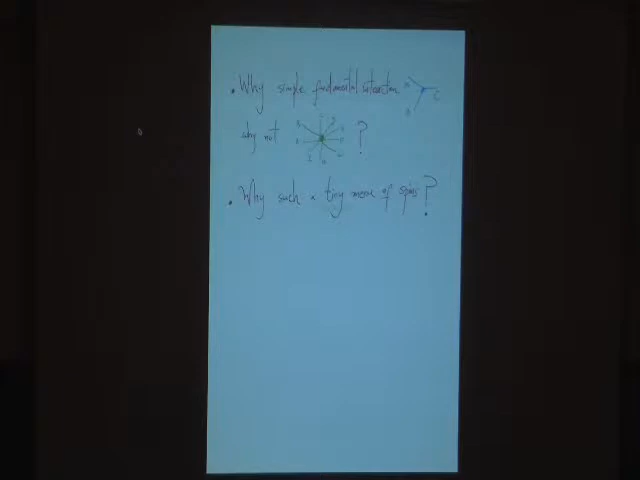 . Why simple fundamental interaction
why not ?
. Why such a tiny menu of spins?